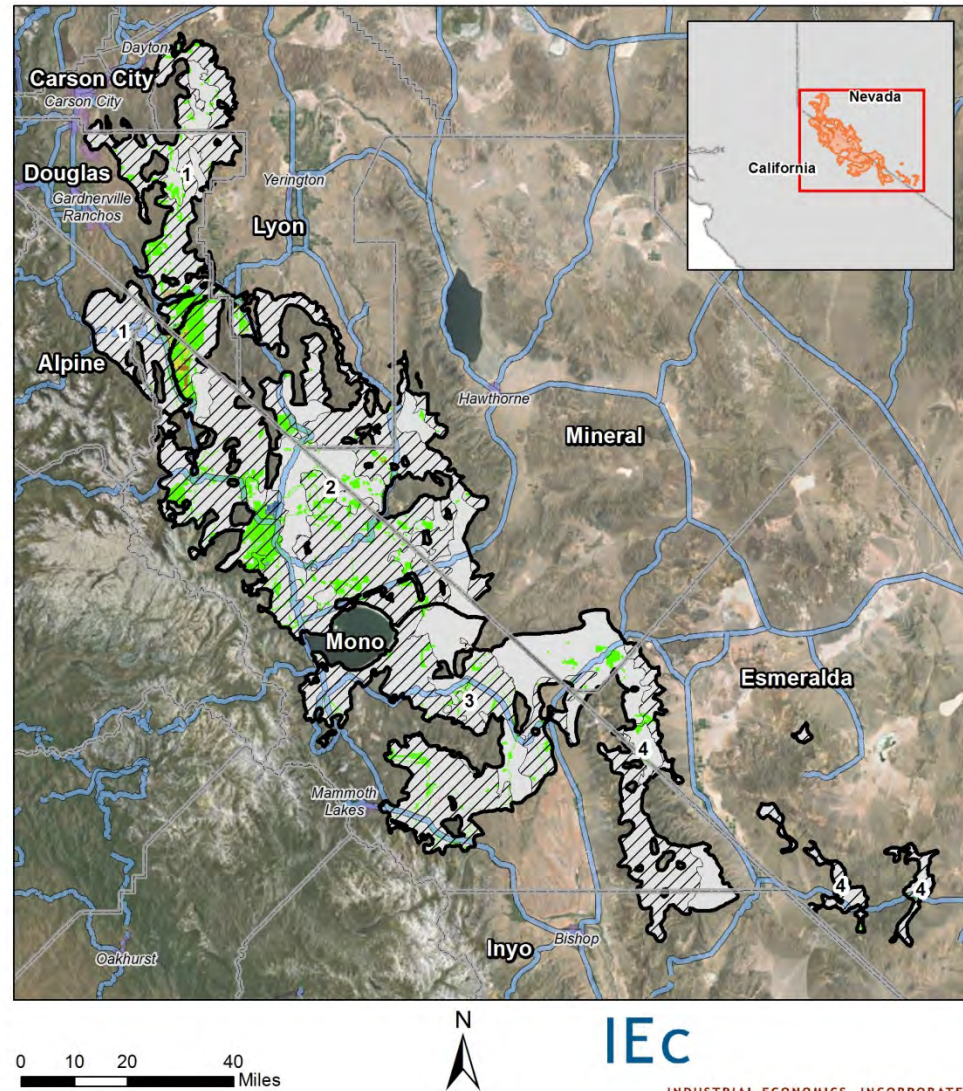 Dayton
Carson City
Carson City
Nevada
California
Douglas
Gardnerville
Ranchos
1
Yerington
Lyon
1
Alpine
Hawthorne
Mineral
2
Mono
Esmeralda
3
4
Mammoth
Lakes
4
4
Inyo
Bishop
Oakhurst
N
IEc
0 10 20 40
Miles
INDUSTRIAL ECONOMICS, INCORPORATE